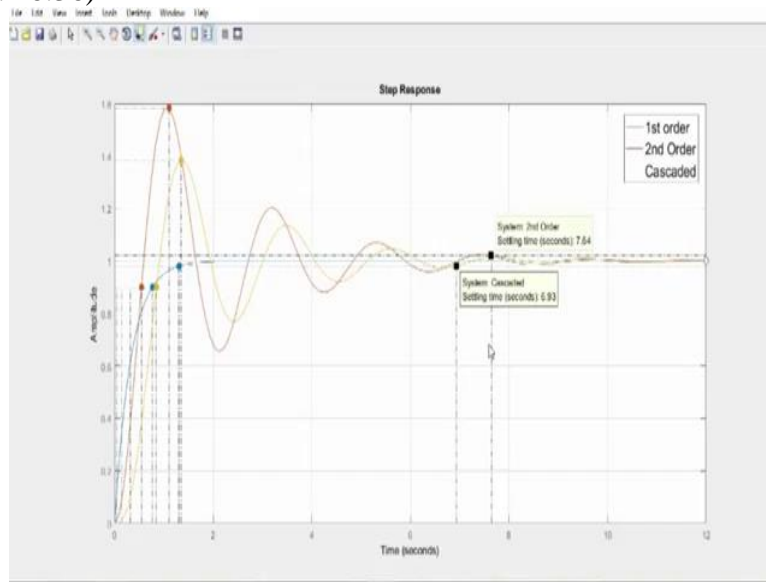 File Edit View Insert Tools Desktop Window Help
Step Response
1.6
1.4
1.2
1
0.8
0.6
0.4
0.2
0
Amplitude
1st order
2nd Order
Cascaded
System: 2nd Order
Settling time (seconds): 7.64
System: Cascaded
Settling time (seconds): 6.93
0 2 4 6 8 10 12
Time (seconds)